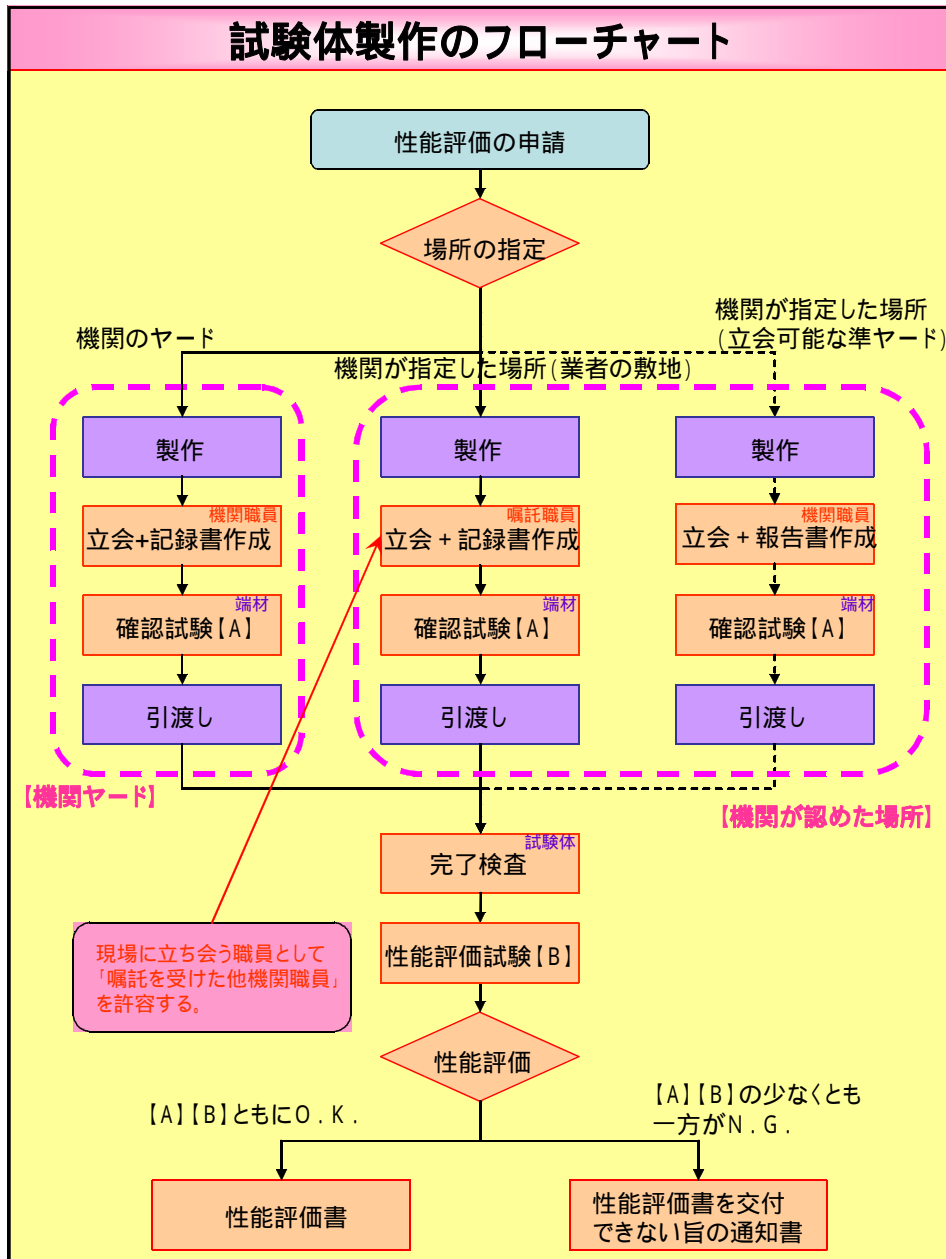 試験体製作のフローチャート
性能評価の申請
場所の指定
機関のヤード
機関が指定した場所(業者の敷地)
機関が指定した場所
(立会可能な準ヤード)
製作
機関職員
立会+記録書作成
端材
確認試験【A】
引渡し
【機関ヤード】
製作
嘱託職員
立会+記録書作成
端材
確認試験【A】
引渡し
製作
機関職員
立会+報告書作成
端材
確認試験【A】
引渡し
【機関が認めた場所】
試験体
完了検査
現場に立ち会う職員として
「嘱託を受けた他機関職員」
を許容する。
性能評価試験【B】
性能評価
【A】【B】ともにO.K.
【A】【B】の少なくとも
一方がN.G.
性能評価書
性能評価書を交付
できない旨の通知書